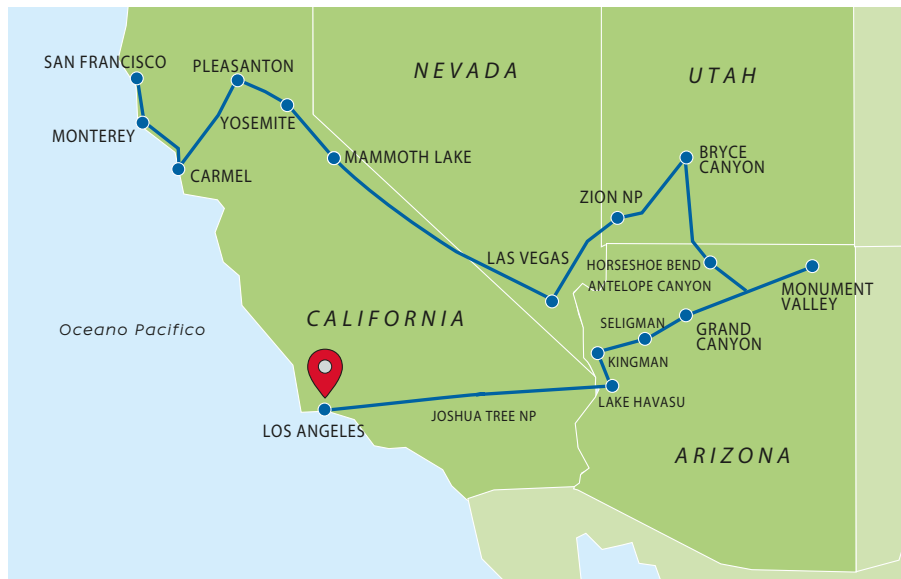 SAN FRANCISCO
PLEASANTON
NEVADA
UTAH
MONTEREY
YOSEMITE
MAMMOTH LAKE
BRYCE
CANYON
CARMEL
ZION NP
LAS VEGAS
HORSESHOE BEND
ANTELOPE CANYON
MONUMENT
VALLEY
Oceano Pacifico
CALIFORNIA
SELIGMAN
GRAND
CANYON
KINGMAN
LAKE HAVASU
JOSHUA TREE NP
LOS ANGELES
ARIZONA